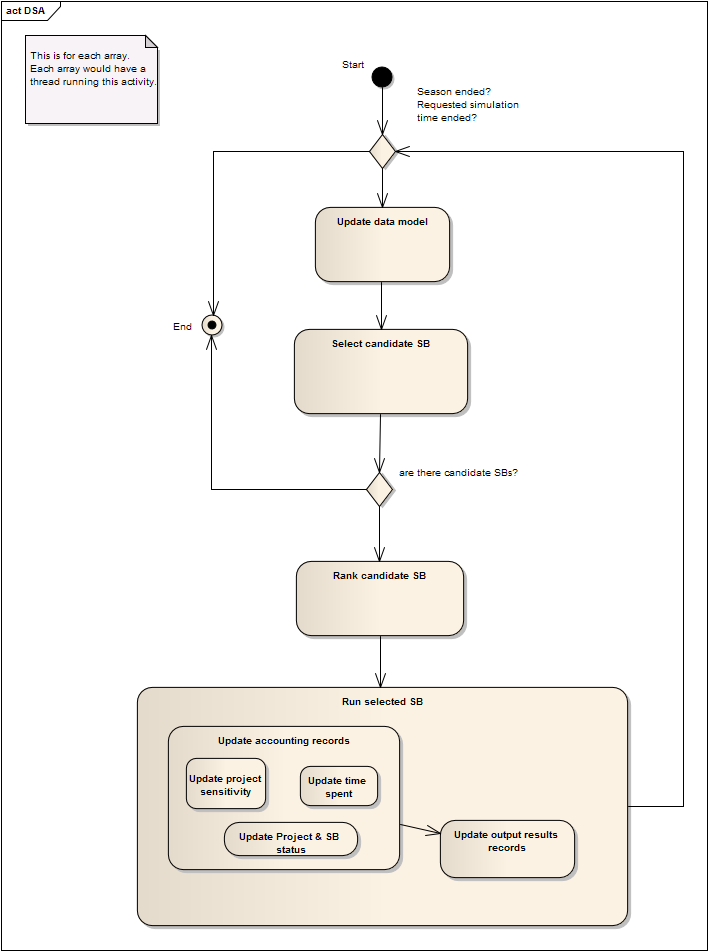 act DSA
This is for each array.
Each array would have a
thread running this activity.
Start
Season ended?
Requested simulation
time ended?
Update data model
End
Select candidate SB
are there candidate SBs?
Rank candidate SB
Run selected SB
Update accounting records
Update project
sensitivity
Update time
spent
Update Project & SB
status
Update output results
records